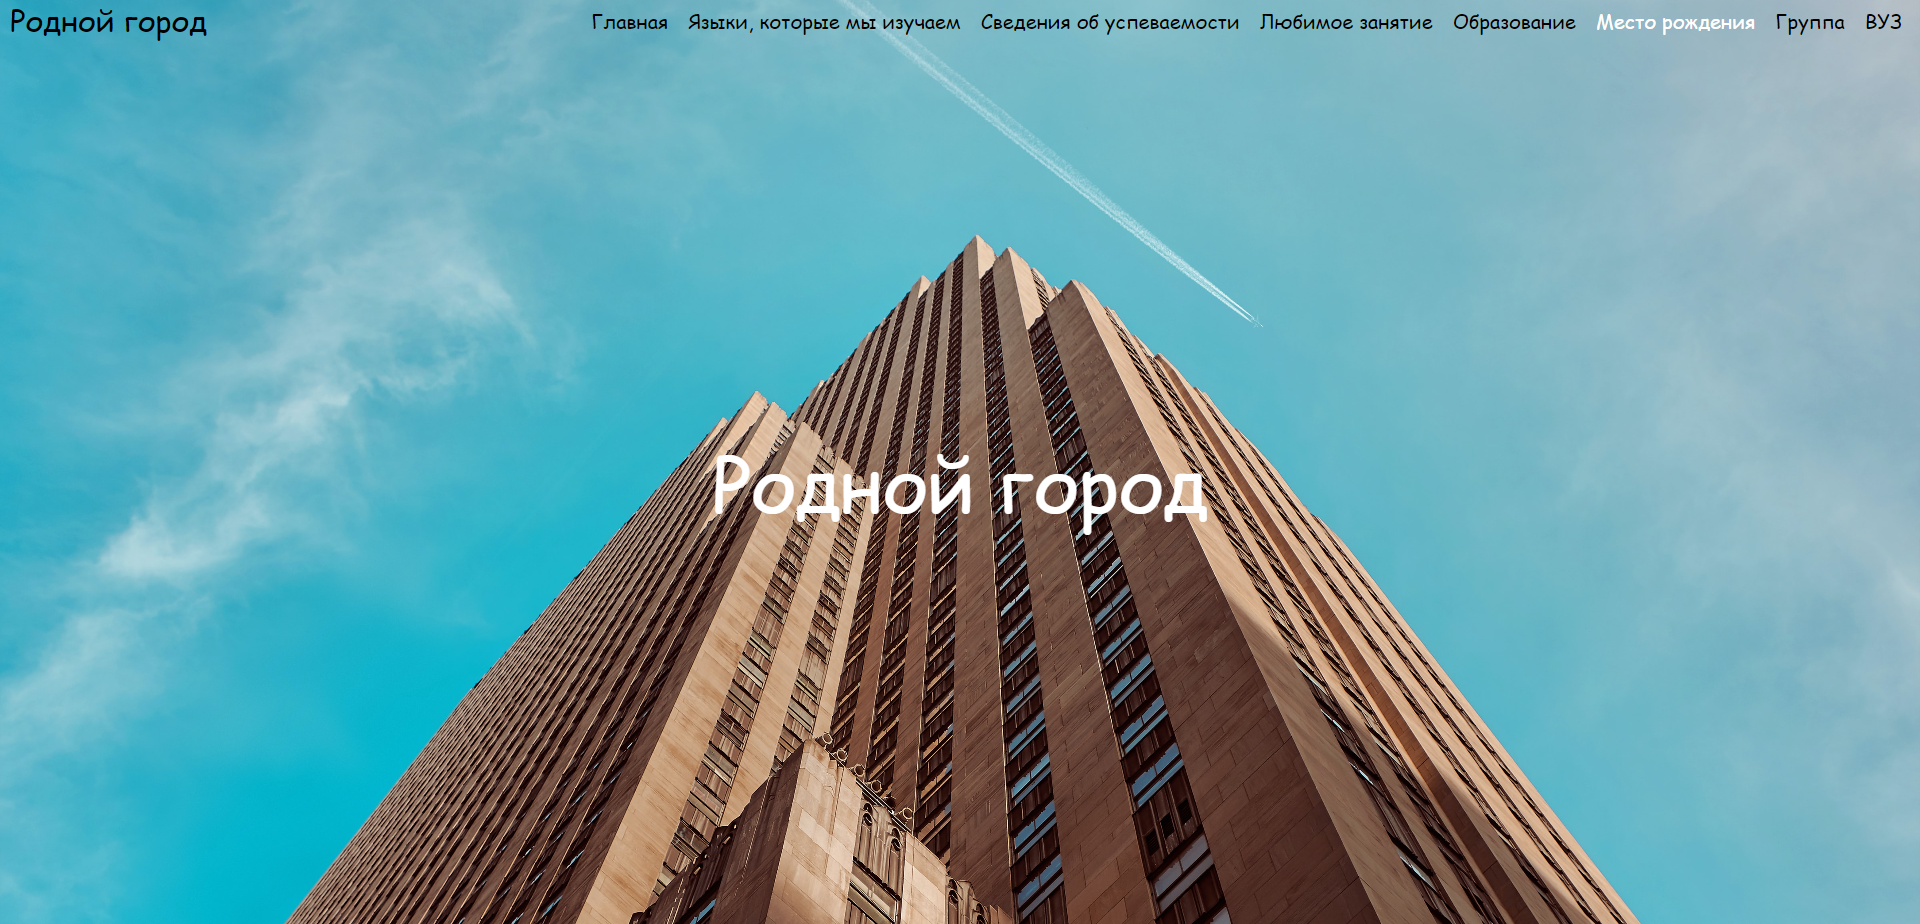 Родной город
Главная Языки, которые мы изучаем Сведения об успеваемости Любимое занятие Образование Место рождения Группа ВУЗ
Родной город